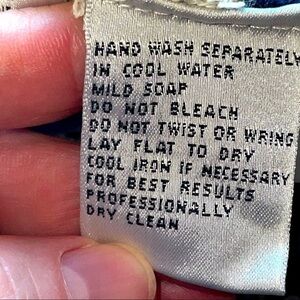 HAND WASH SEPARATELY
IN COOL WATER
MILD SOAP
DO NOT BLEACH
DO NOT TWIST OR WRING
LAY FLAT TO DRY
COOL IRON IF NECESSARY
FOR BEST RESULTS
PROFESSIONALLY
DRY CLEAN